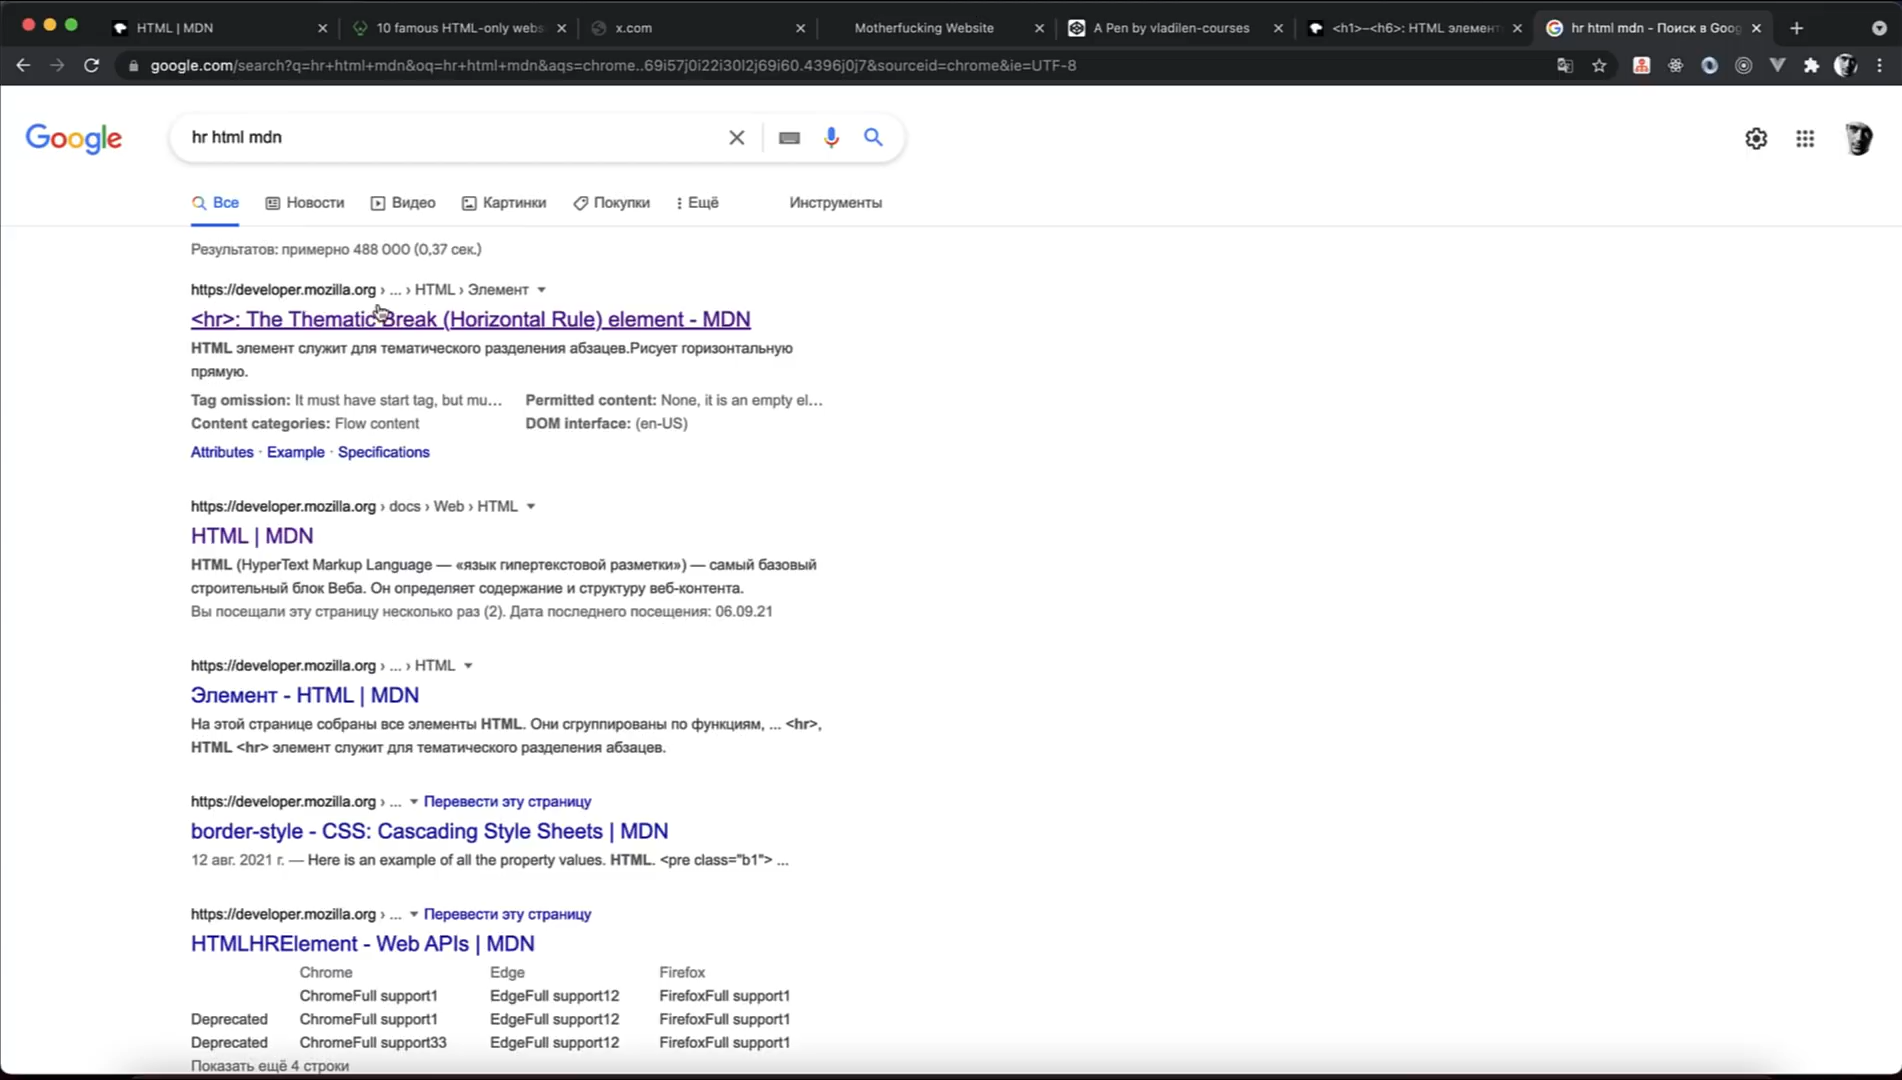 HTML | MDN
10 famous HTML-only webs
x.com
Motherfucking Website
A Pen by vladilen-courses
<h1>–<h6>: HTML элемент
hr html mdn - Поиск в Goog
google.com/search?q=hr+html+mdn&oq=hr+html+mdn&aqs=chrome..69i57j0i22i30l2j69i60.4396j0j7&sourceid=chrome&ie=UTF-8
Google
hr html mdn
Все
Новости
Видео
Картинки
Покупки
Ещё
Инструменты
Результатов: примерно 488 000 (0,37 сек.)
https://developer.mozilla.org › ... › HTML › Элемент
<hr>: The Thematic Break (Horizontal Rule) element - MDN
HTML элемент служит для тематического разделения абзацев.Рисует горизонтальную
прямую.
Tag omission: It must have start tag, but mu... Permitted content: None, it is an empty el...
Content categories: Flow content DOM interface: (en-US)
Attributes · Example · Specifications
https://developer.mozilla.org › docs › Web › HTML
HTML | MDN
HTML (HyperText Markup Language — «язык гипертекстовой разметки») — самый базовый
строительный блок Веба. Он определяет содержание и структуру веб-контента.
Вы посещали эту страницу несколько раз (2). Дата последнего посещения: 06.09.21
https://developer.mozilla.org › ... › HTML
Элемент - HTML | MDN
На этой странице собраны все элементы HTML. Они сгруппированы по функциям, ... <hr>,
HTML <hr> элемент служит для тематического разделения абзацев.
https://developer.mozilla.org › ... Перевести эту страницу
border-style - CSS: Cascading Style Sheets | MDN
12 авг. 2021 г. — Here is an example of all the property values. HTML. <pre class="b1"> ...
https://developer.mozilla.org › ... Перевести эту страницу
HTMLHRElement - Web APIs | MDN
Chrome Edge Firefox
ChromeFull support1 EdgeFull support12 FirefoxFull support1
Deprecated ChromeFull support1 EdgeFull support12 FirefoxFull support1
Deprecated ChromeFull support33 EdgeFull support12 FirefoxFull support1
Показать ещё 4 строки